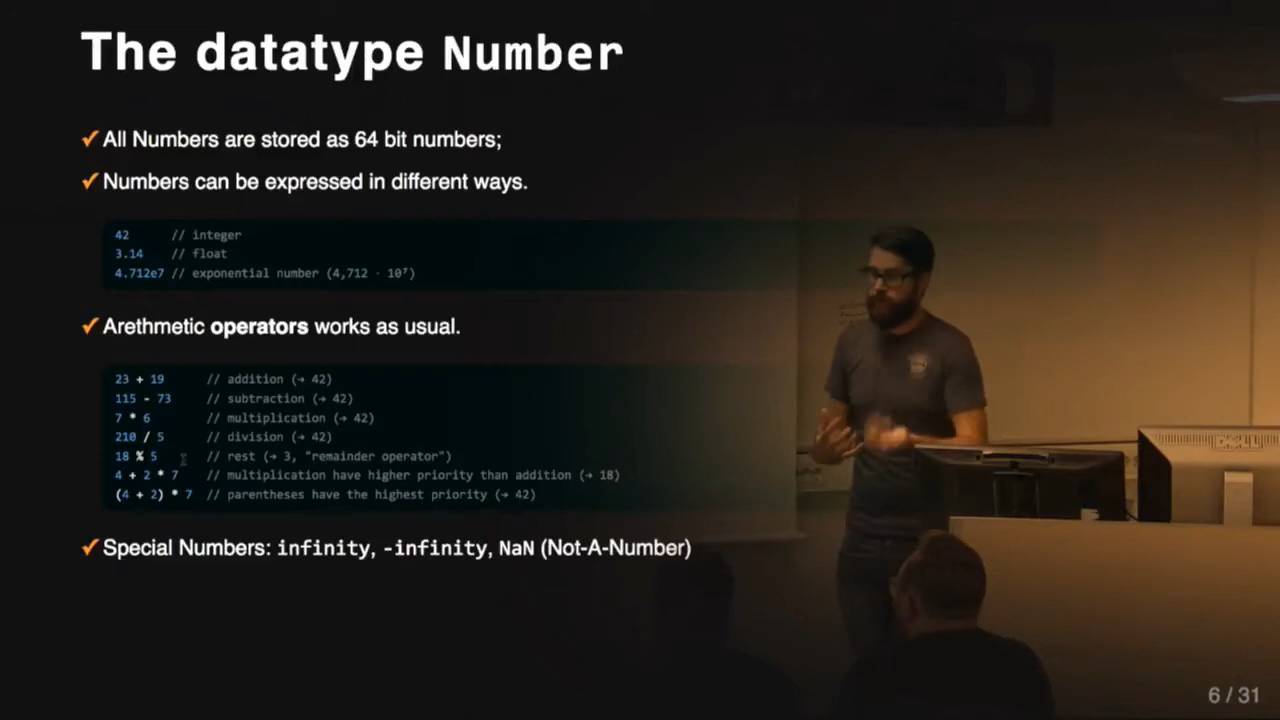 The datatype Number
✓ All Numbers are stored as 64 bit numbers;
✓ Numbers can be expressed in different ways.
42 // integer
3.14 // float
4.712e7 // exponential number (4,712 · 10⁷)
✓ Arethmetic operators works as usual.
23 + 19 // addition (→ 42)
115 - 73 // subtraction (→ 42)
7 * 6 // multiplication (→ 42)
210 / 5 // division (→ 42)
18 % 5 // rest (→ 3, "remainder operator")
4 + 2 * 7 // multiplication have higher priority than addition (→ 18)
(4 + 2) * 7 // parentheses have the highest priority (→ 42)
✓ Special Numbers: infinity, -infinity, NaN (Not-A-Number)
DELL
6 / 31